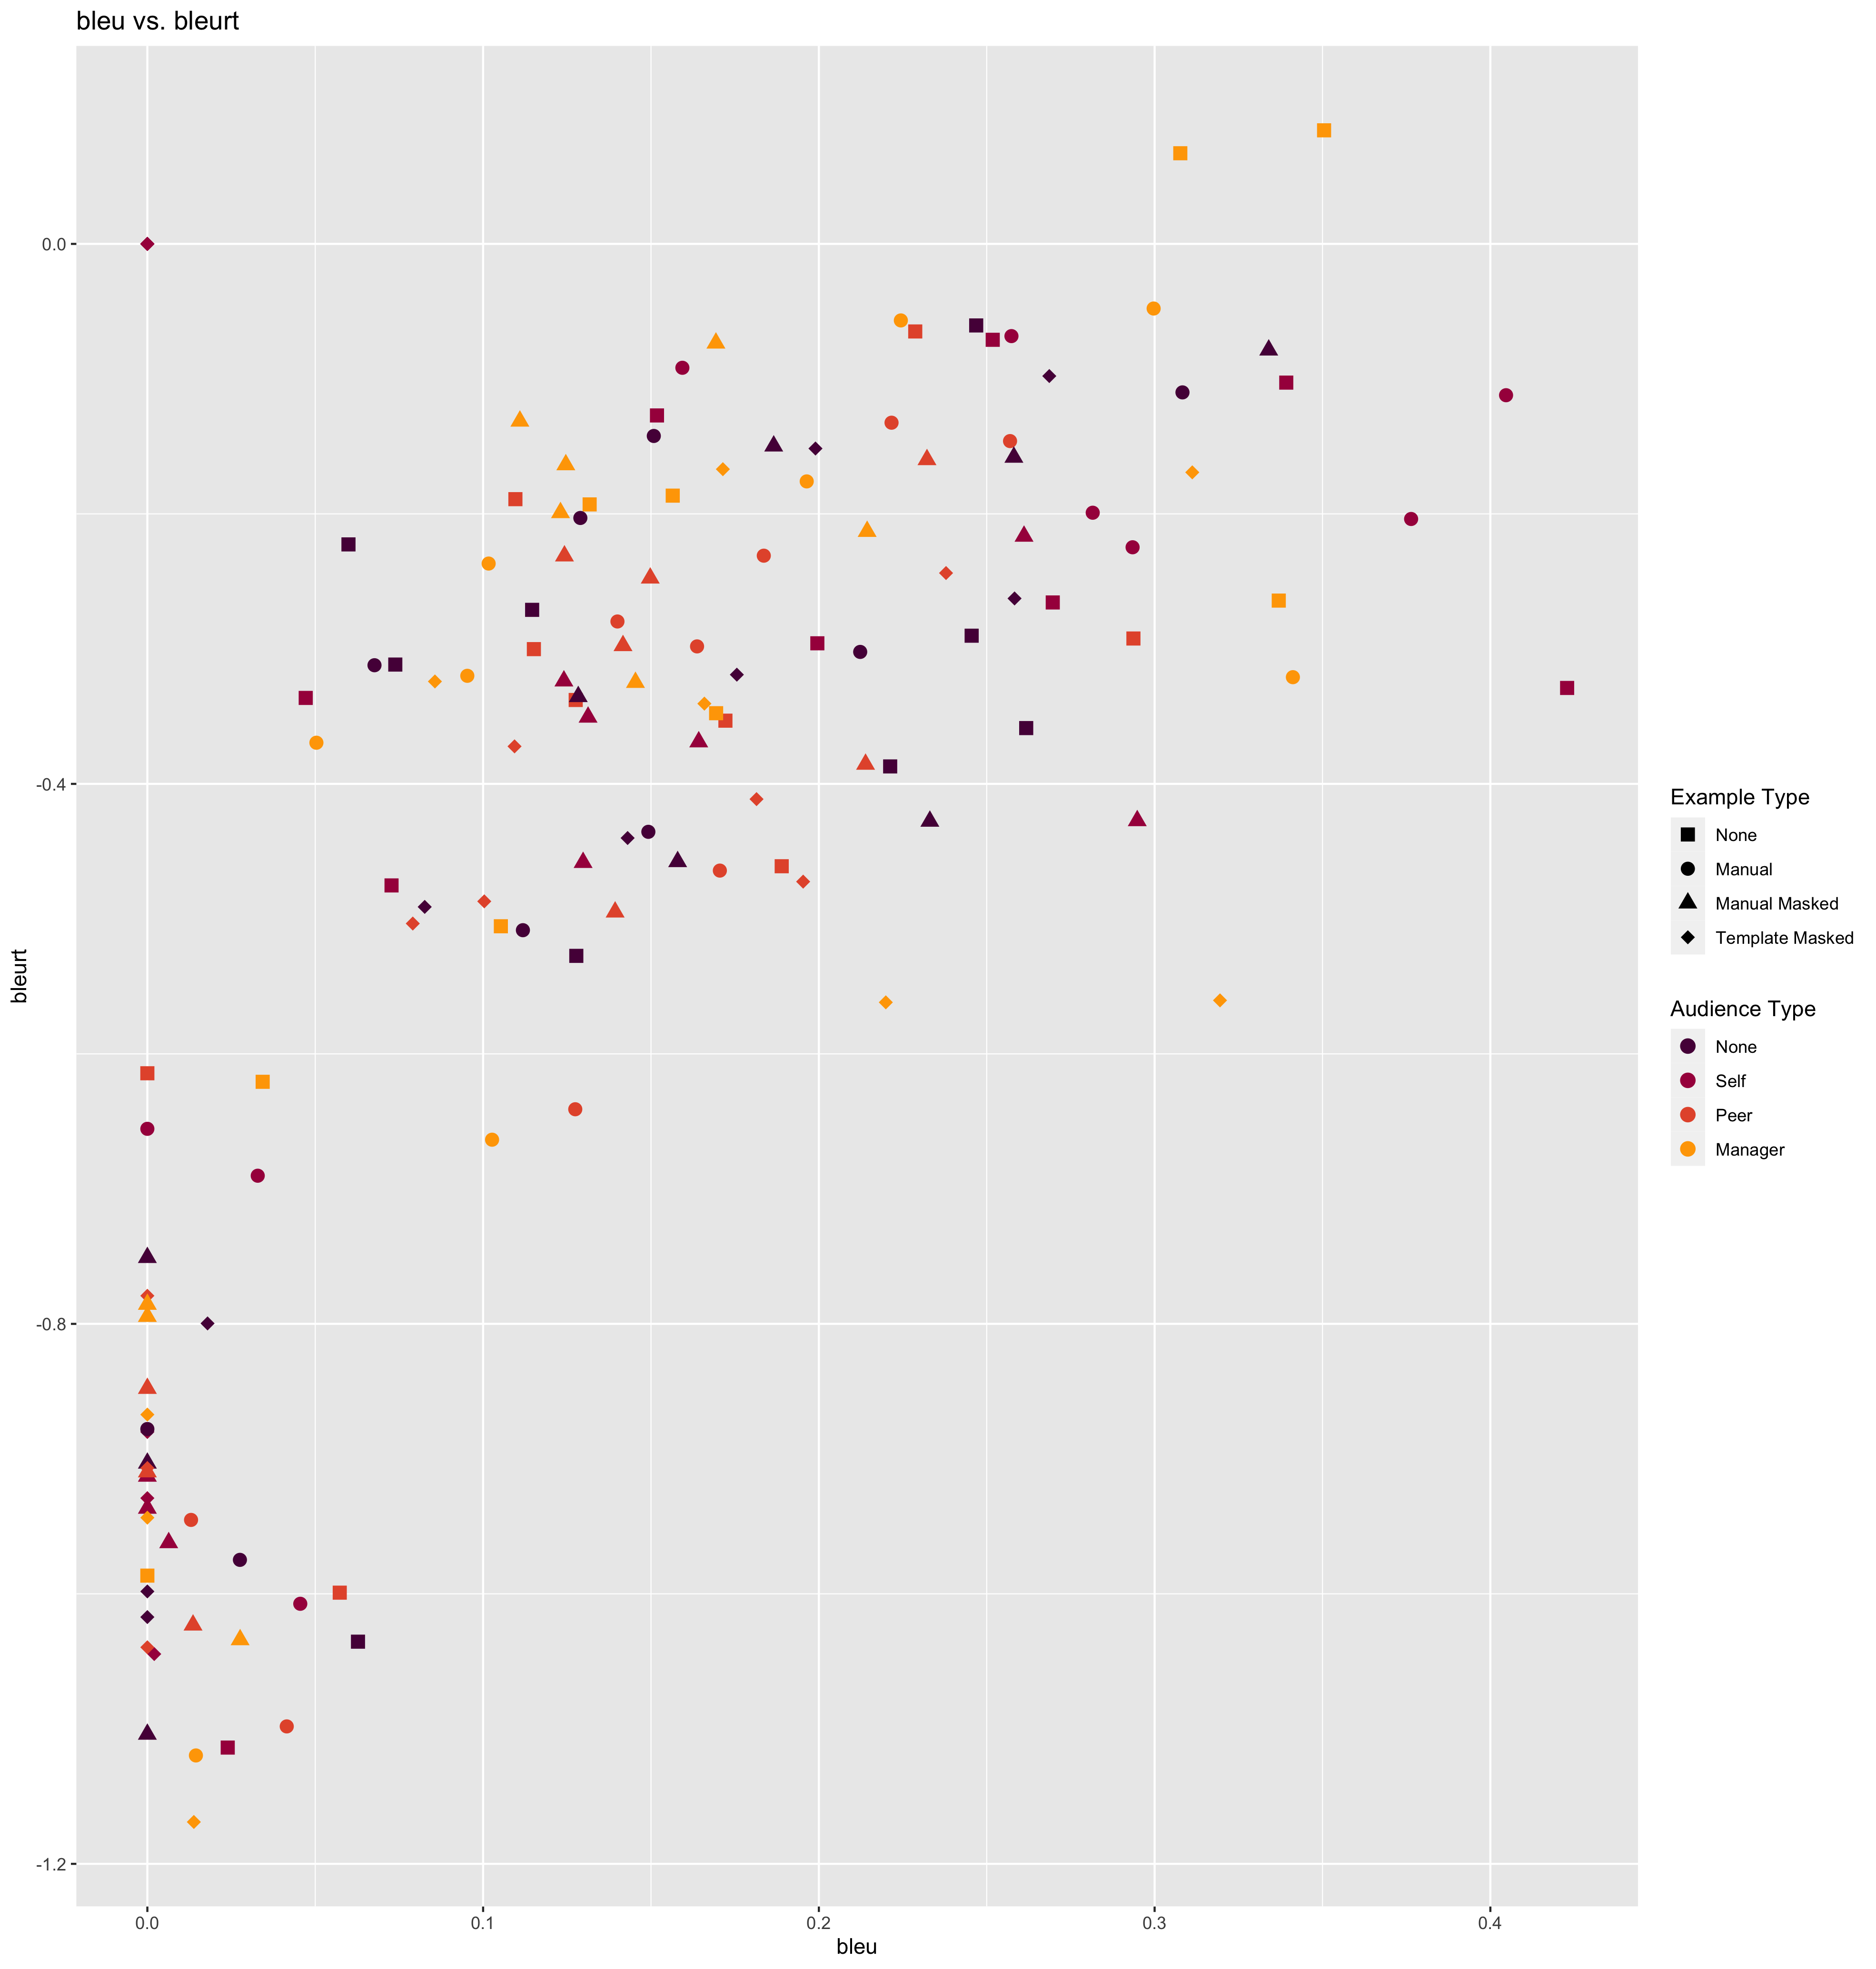 bleu vs. bleurt
0.0
-0.4
-0.8
-1.2
bleurt
0.0
0.1
0.2
0.3
0.4
bleu
Example Type
None
Manual
Manual Masked
Template Masked
Audience Type
None
Self
Peer
Manager